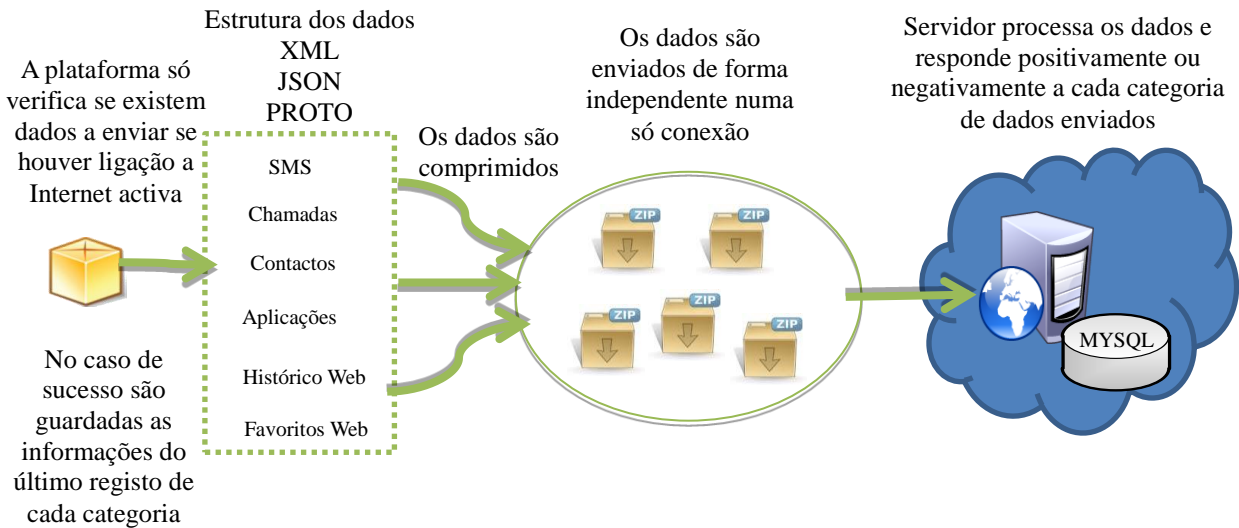 A plataforma só
verifica se existem
dados a enviar se
houver ligação a
Internet activa
No caso de
sucesso são
guardadas as
informações do
último registo de
cada categoria
Estrutura dos dados
XML
JSON
PROTO
SMS
Chamadas
Contactos
Aplicações
Histórico Web
Favoritos Web
Os dados são
comprimidos
Os dados são
enviados de forma
independente numa
só conexão
ZIP
ZIP
ZIP
ZIP
ZIP
Servidor processa os dados e
responde positivamente ou
negativamente a cada categoria
de dados enviados
MYSQL